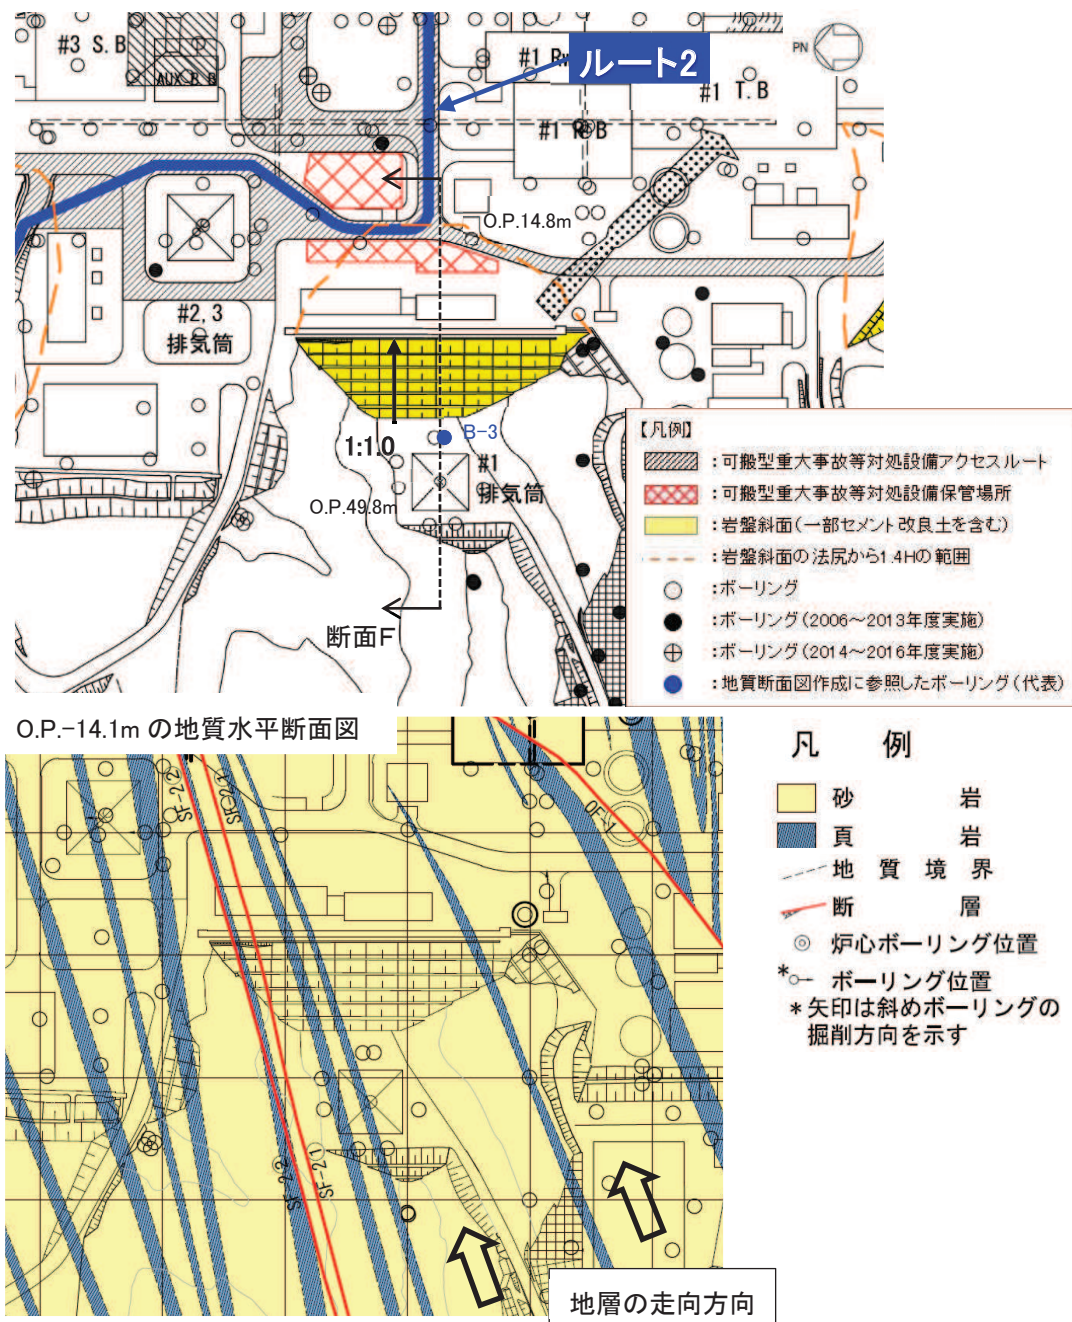 #3 S.B
AUX B.B
#1 Rw
ルート2
PN
#1 T.B
#1 R.B
O.P.14.8m
#2,3
排気筒
1:1.0
B-3
#1
排気筒
O.P.49.8m
断面F
【凡例】
:可搬型重大事故等対処設備アクセスルート
:可搬型重大事故等対処設備保管場所
:岩盤斜面(一部セメント改良土を含む)
:岩盤斜面の法尻から1.4Hの範囲
:ボーリング
:ボーリング(2006～2013年度実施)
:ボーリング(2014～2016年度実施)
:地質断面図作成に参照したボーリング(代表)
O.P.-14.1m の地質水平断面図
SF-2-2
SF-2-1
OF-1
SF-2-2
SF-2-1
地層の走向方向
凡 例
砂 岩
頁 岩
地質境界
断 層
炉心ボーリング位置
* ボーリング位置
*矢印は斜めボーリングの
掘削方向を示す